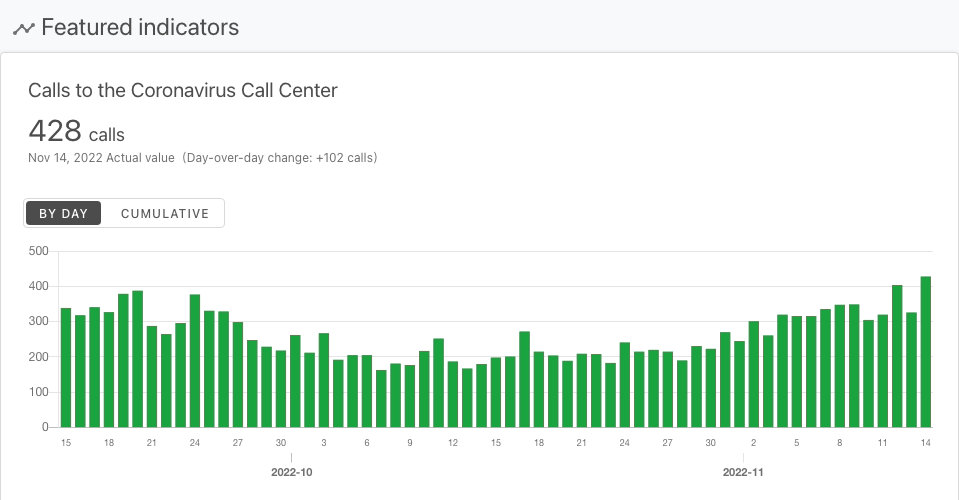 Featured indicators
Calls to the Coronavirus Call Center
428 calls
Nov 14, 2022 Actual value (Day-over-day change: +102 calls)
BY DAY CUMULATIVE
500
400
300
200
100
0
15 18 21 24 27 30 3 6 9 12 15 18 21 24 27 30 2 5 8 11 14
2022-10 2022-11